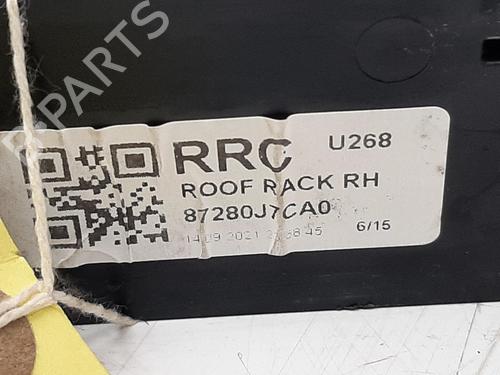 B-PARTS
RRC U268
ROOF RACK RH
87280J7CA0
14.09.2021 6/15